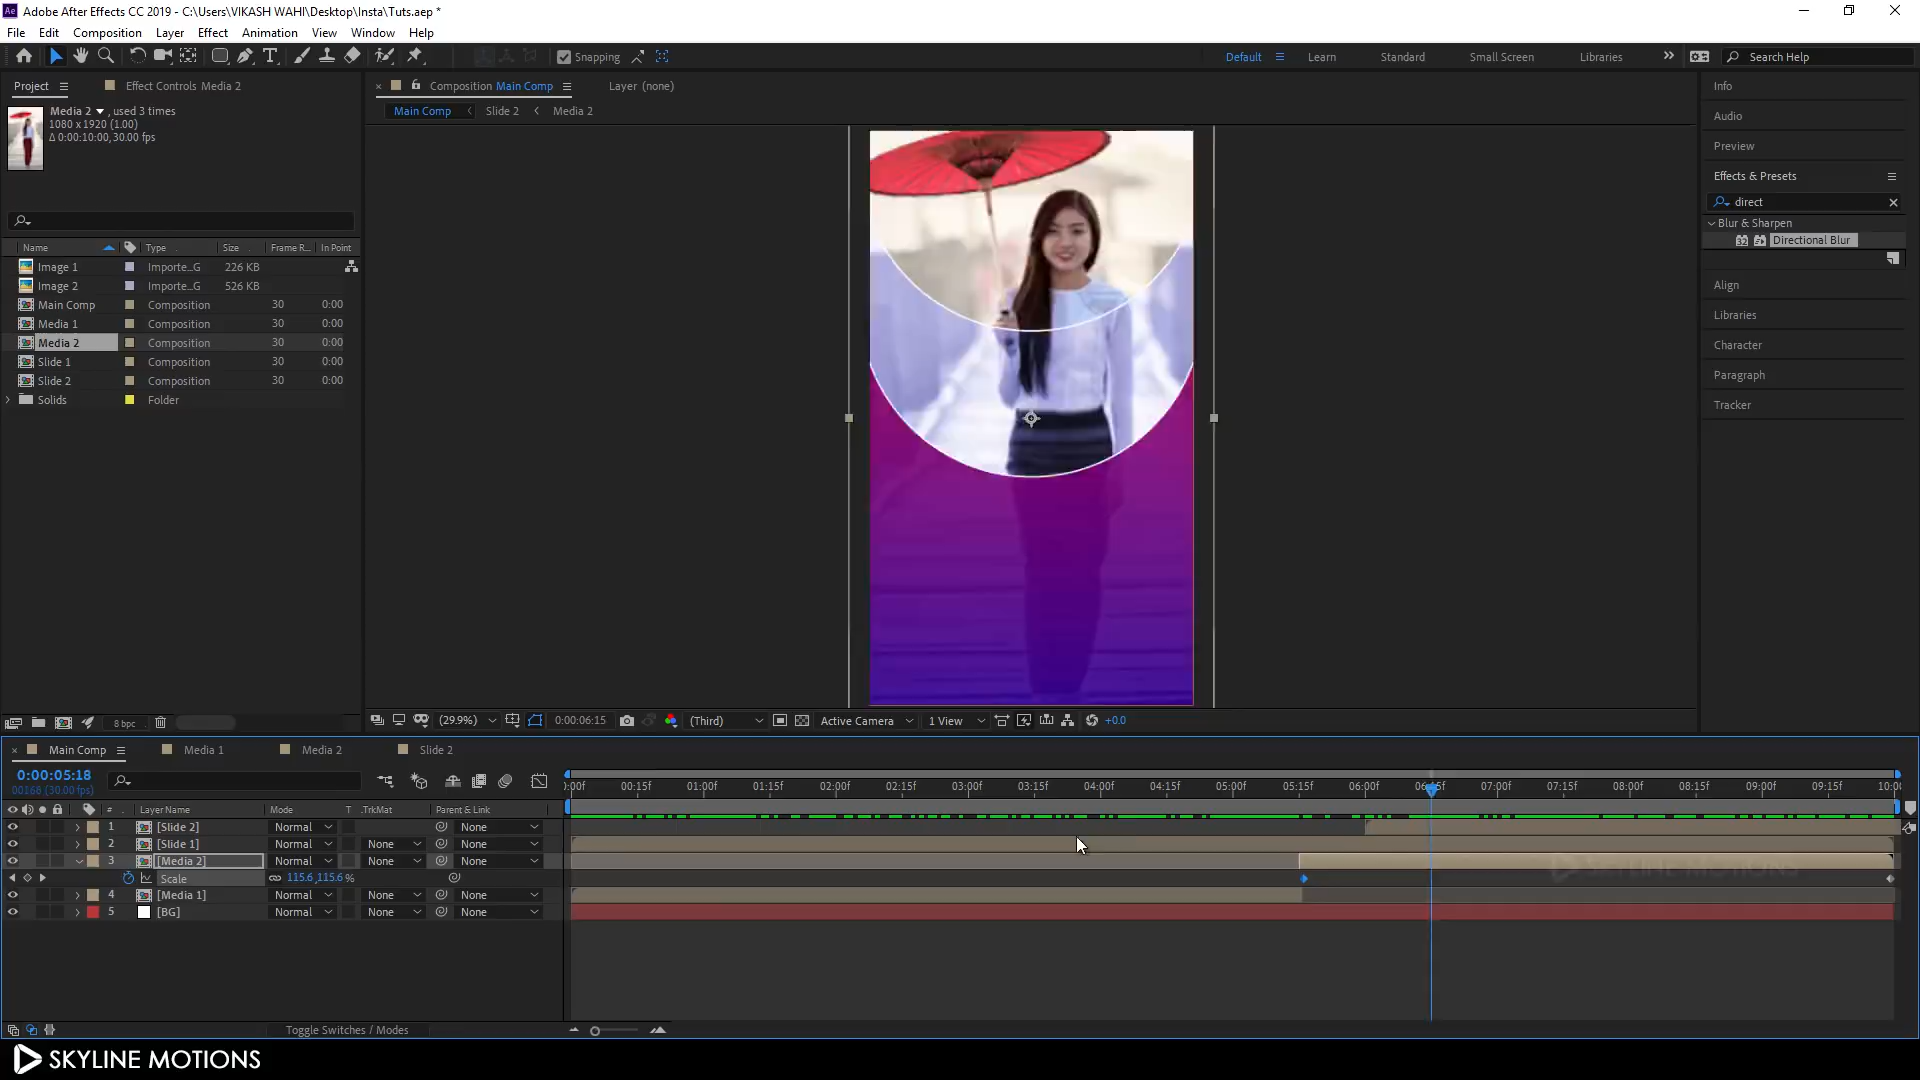 Ae Adobe After Effects CC 2019 - C:\Users\VIKASH WAHI\Desktop\Insta\Tuts.aep *
File Edit Composition Layer Effect Animation View Window Help
Snapping Default Learn Standard Small Screen Libraries Search Help
Project Effect Controls Media 2 Composition Main Comp Layer (none) Info
Media 2 , used 3 times
1080 x 1920 (1.00)
Δ 0:00:10:00, 30.00 fps
Main Comp Slide 2 Media 2
Audio
Preview
Effects & Presets
direct
Blur & Sharpen
32 Directional Blur
Align
Libraries
Character
Paragraph
Tracker
Name Type Size Frame R... In Point
Image 1 Importe...G 226 KB
Image 2 Importe...G 526 KB
Main Comp Composition 30 0:00
Media 1 Composition 30 0:00
Media 2 Composition 30 0:00
Slide 1 Composition 30 0:00
Slide 2 Composition 30 0:00
Solids Folder
8 bpc (29.9%) 0:00:06:15 (Third) Active Camera 1 View +0.0
Main Comp Media 1 Media 2 Slide 2
0:00:05:18
00168 (30.00 fps)
:00f 00:15f 01:00f 01:15f 02:00f 02:15f 03:00f 03:15f 04:00f 04:15f 05:00f 05:15f 06:00f 06:15f 07:00f 07:15f 08:00f 08:15f 09:00f 09:15f 10:00
# Layer Name Mode T .TrkMat Parent & Link
1 [Slide 2] Normal None
2 [Slide 1] Normal None None
3 [Media 2] Normal None None
Scale 115.6,115.6%
4 [Media 1] Normal None None
5 [BG] Normal None None
SKYLINE MOTIONS
Toggle Switches / Modes
SKYLINE MOTIONS